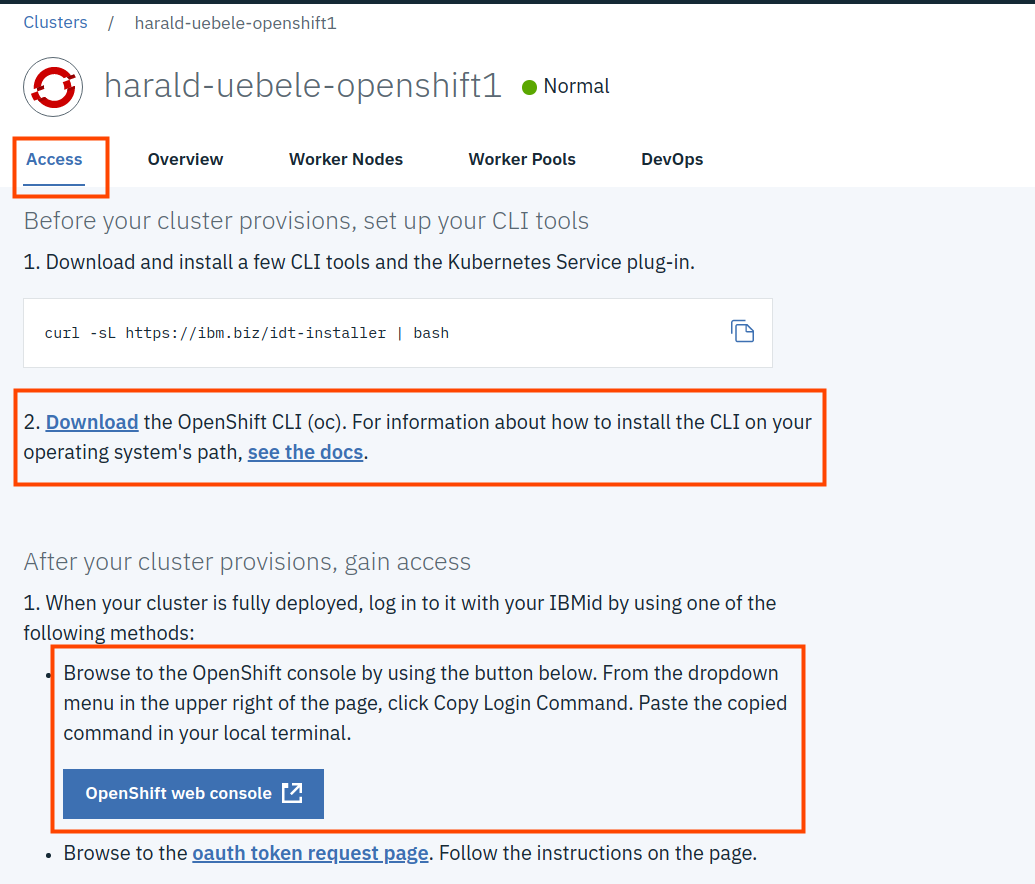 Clusters / harald-uebele-openshift1
harald-uebele-openshift1 Normal
Access Overview Worker Nodes Worker Pools DevOps
Before your cluster provisions, set up your CLI tools
1. Download and install a few CLI tools and the Kubernetes Service plug-in.
curl -sL https://ibm.biz/idt-installer | bash
2. Download the OpenShift CLI (oc). For information about how to install the CLI on your
operating system's path, see the docs.
After your cluster provisions, gain access
1. When your cluster is fully deployed, log in to it with your IBMid by using one of the
following methods:
• Browse to the OpenShift console by using the button below. From the dropdown
menu in the upper right of the page, click Copy Login Command. Paste the copied
command in your local terminal.
OpenShift web console
• Browse to the oauth token request page. Follow the instructions on the page.